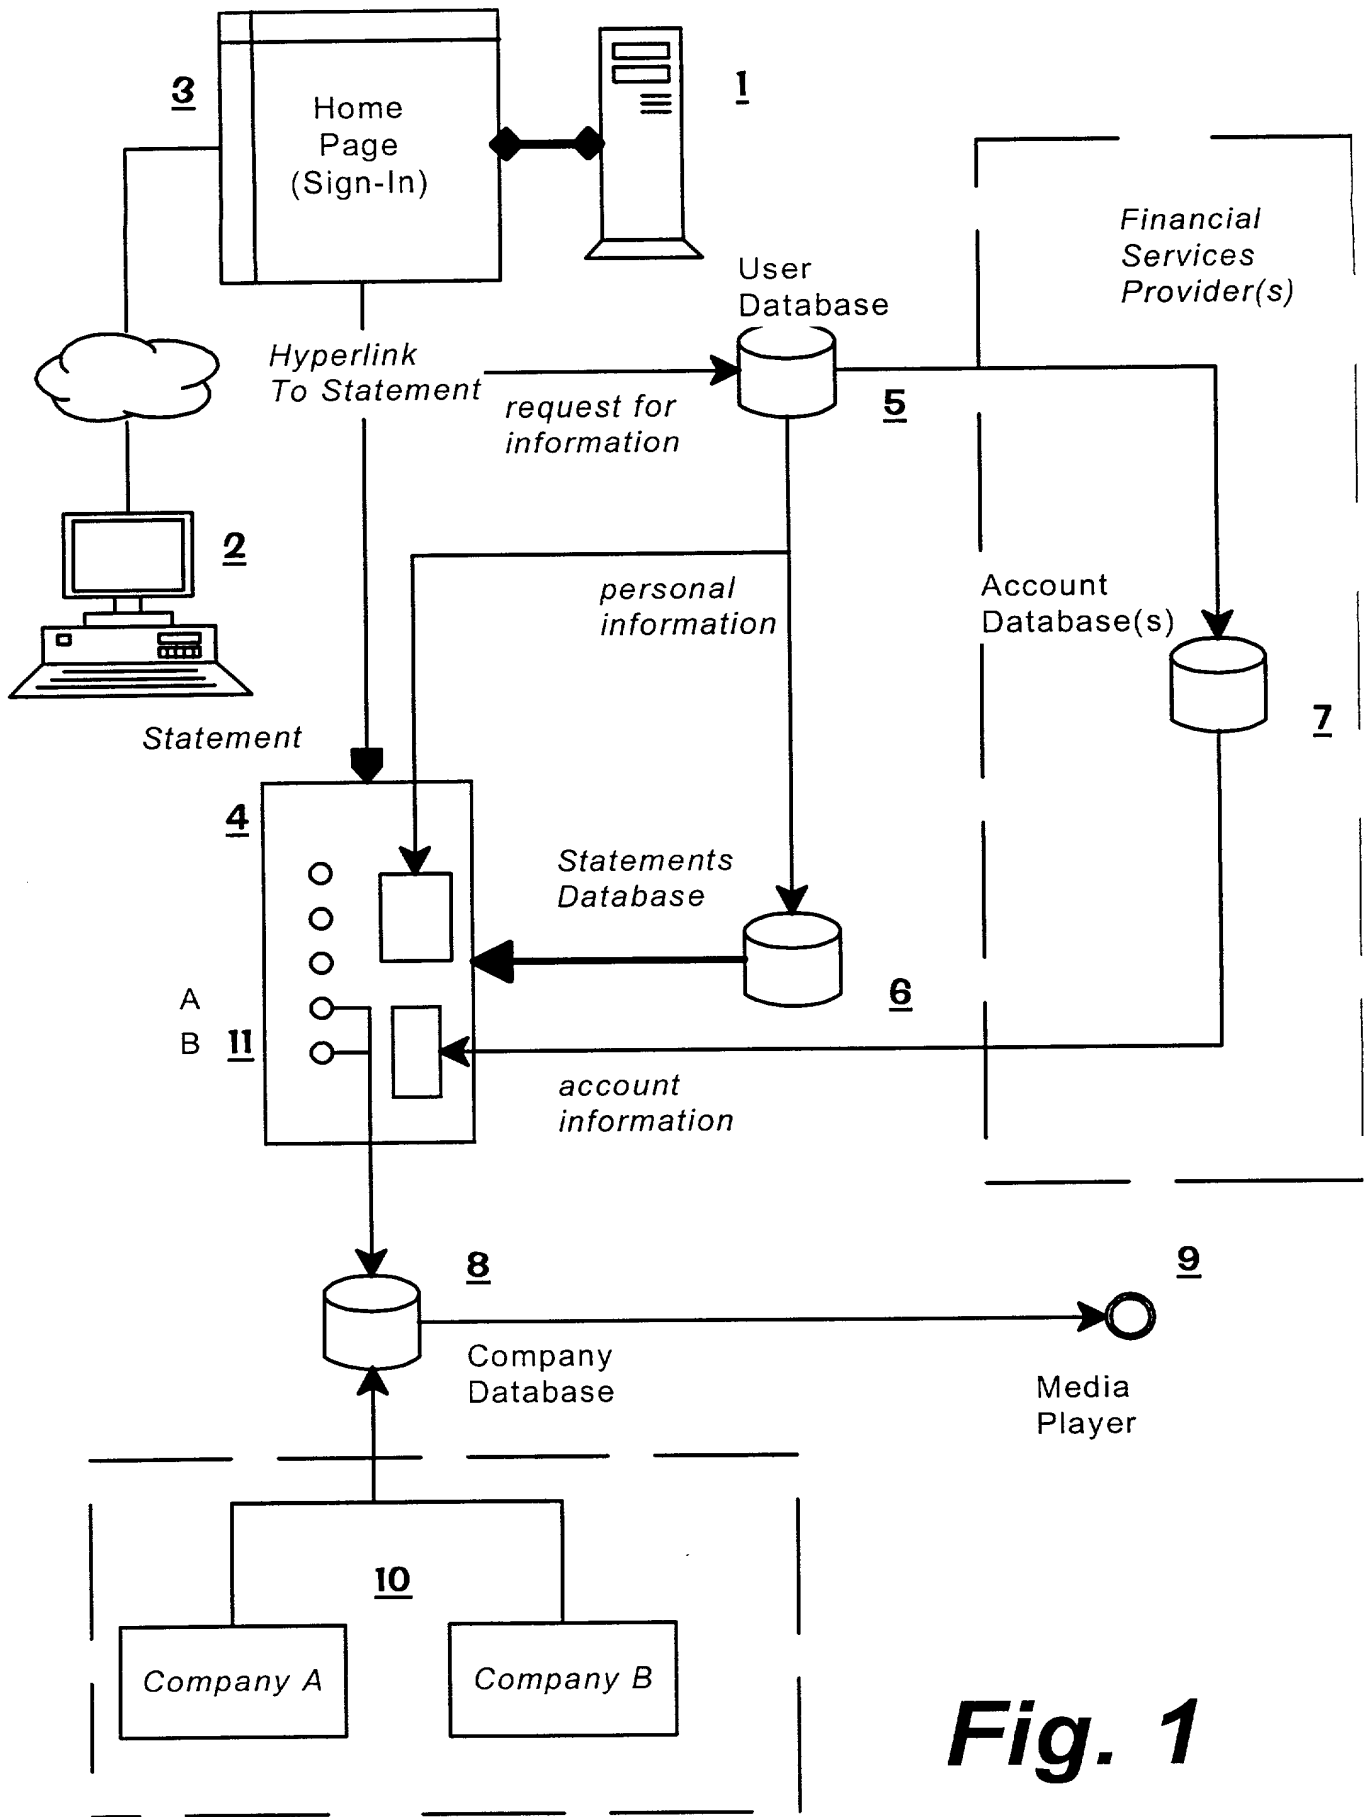 3
Home
Page
(Sign-In)
1
Financial
Services
Provider(s)
User
Database
Hyperlink
To Statement
request for
information
5
2
personal
information
Account
Database(s)
7
Statement
4
Statements
Database
6
A
B
11
account
information
8
9
Company
Database
Media
Player
10
Company A
Company B
Fig. 1